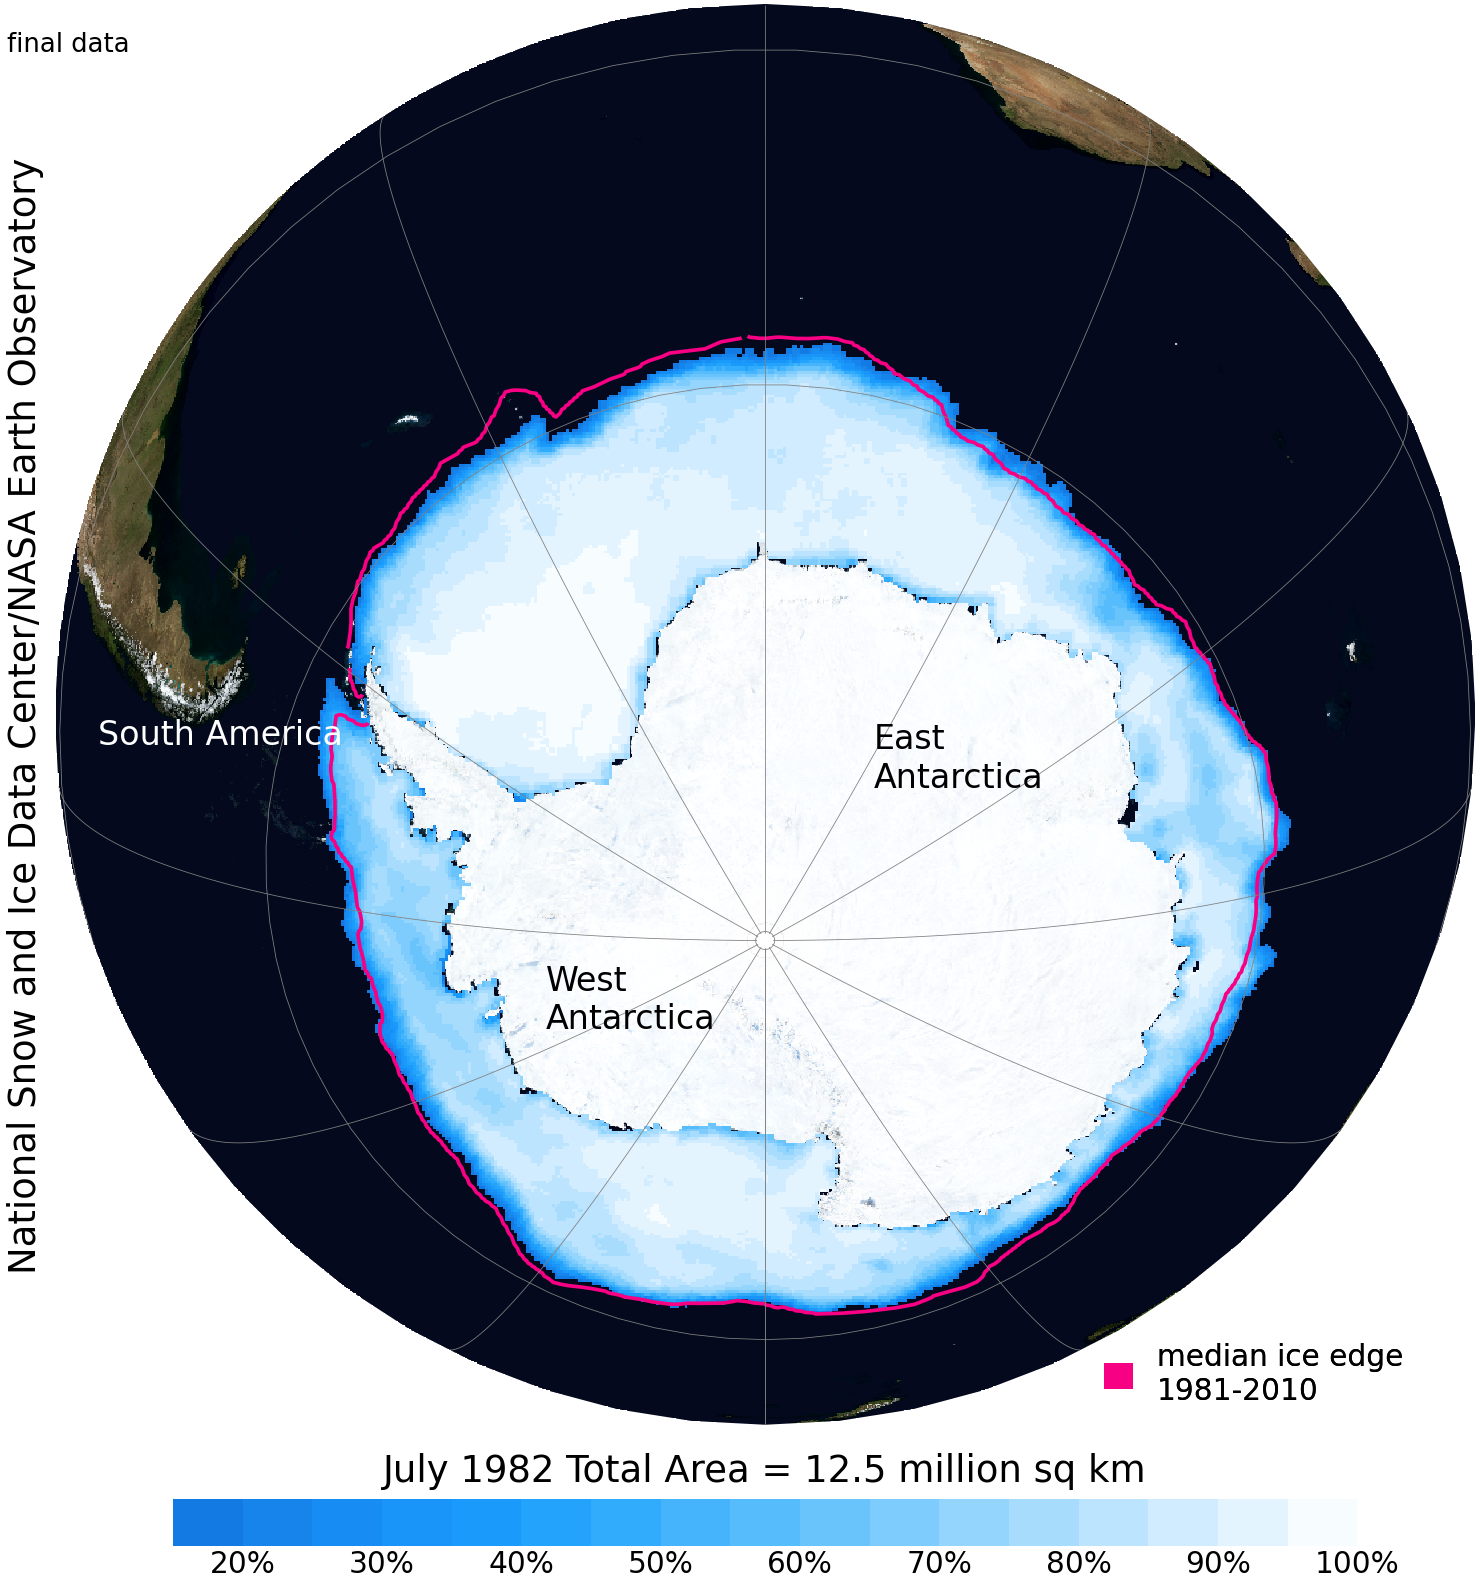 final data
National Snow and Ice Data Center/NASA Earth Observatory
South America
East
Antarctica
West
Antarctica
median ice edge
1981-2010
July 1982 Total Area = 12.5 million sq km
20% 30% 40% 50% 60% 70% 80% 90% 100%